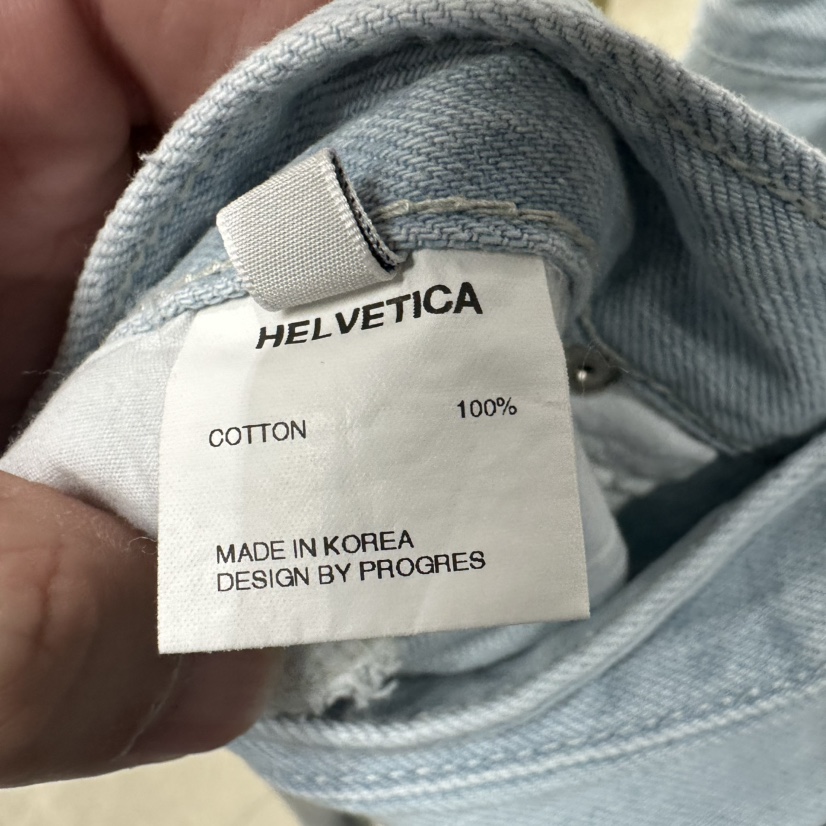 HELVETICA
COTTON 100%
MADE IN KOREA
DESIGN BY PROGRES